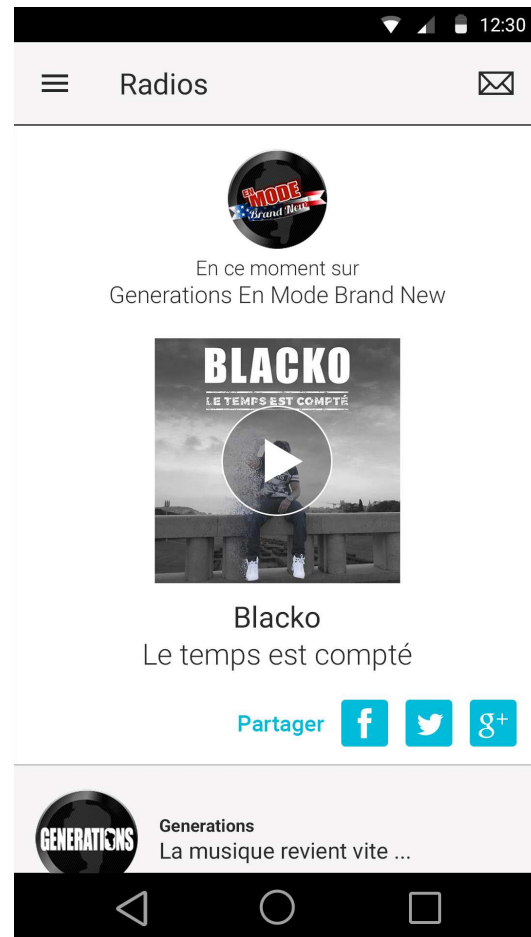 12:30
Radios
EN
MODE
Brand New
En ce moment sur
Generations En Mode Brand New
BLACKO
LE TEMPS EST COMPTÉ
Blacko
Le temps est compté
Partager
f
g+
GENERATIONS
Generations
La musique revient vite ...